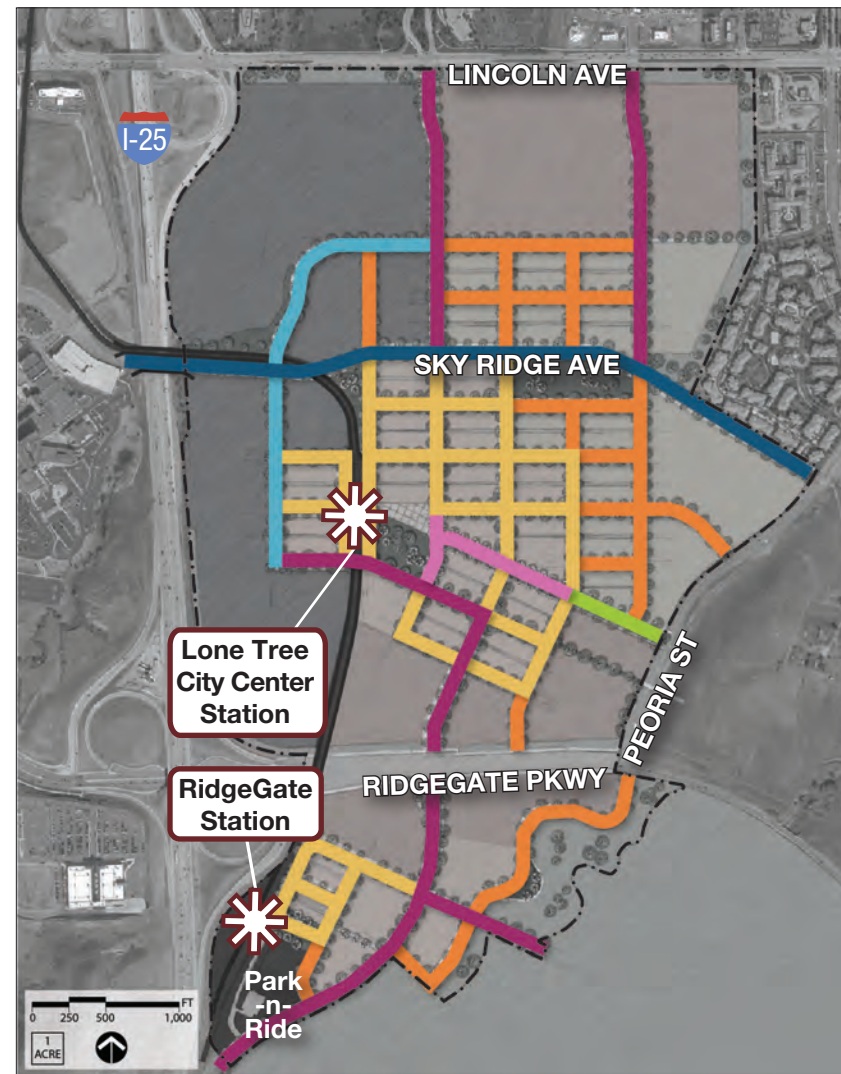 LINCOLN AVE
I-25
SKY RIDGE AVE
Lone Tree
City Center
Station
PEORIA ST
RIDGEGATE PKWY
RidgeGate
Station
Park
-n-
Ride
FT
0 250 500 1,000
1
ACRE